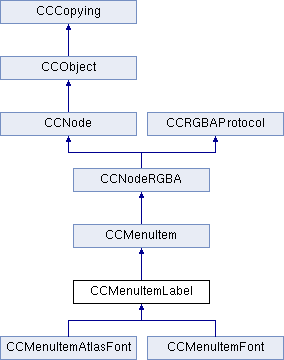 CCCopying
CCObject
CCNode
CCRGBAProtocol
CCNodeRGBA
CCMenuItem
CCMenuItemLabel
CCMenuItemAtlasFont
CCMenuItemFont